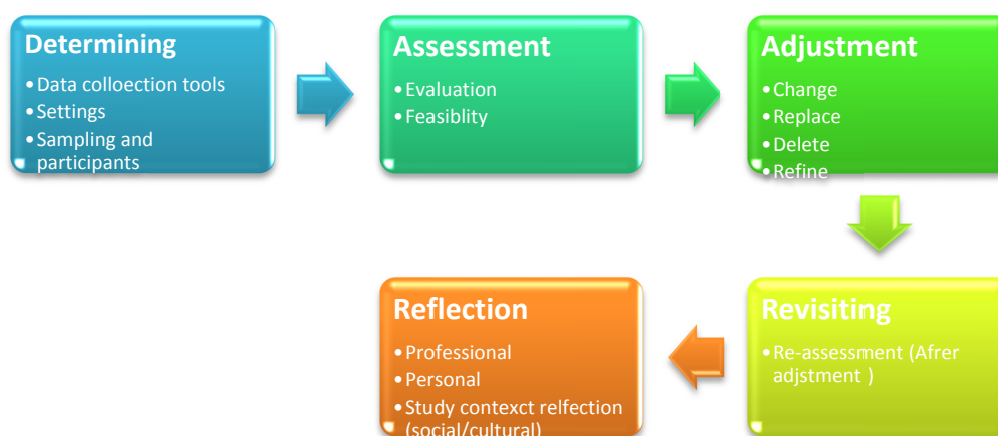 Determining
•Data colloection tools
•Settings
•Sampling and
participants
Assessment
•Evaluation
•Feasiblity
Adjustment
•Change
•Replace
•Delete
•Refine
Revisiting
•Re-assessment (Afrer
adjstment )
Reflection
•Professional
•Personal
•Study contexct relfection
(social/cultural)